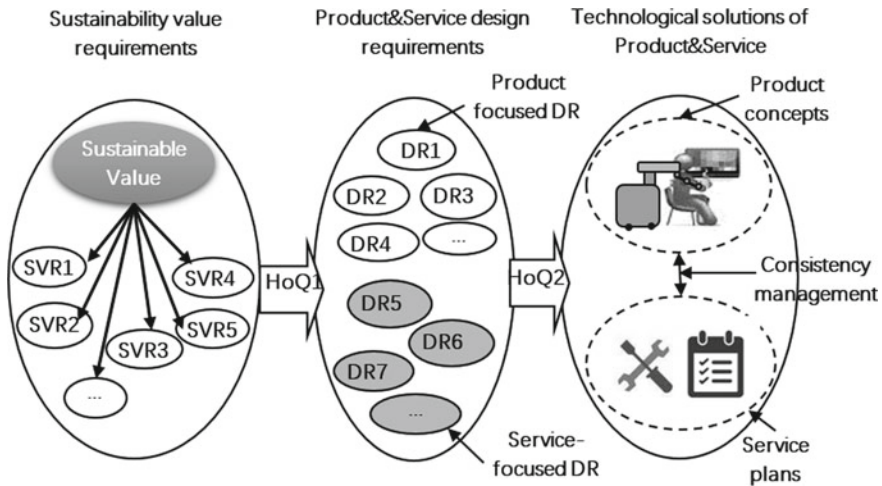 Sustainability value
requirements
Product&Service design
requirements
Technological solutions of
Product&Service
Sustainable
Value
SVR1
SVR2
SVR3
SVR4
SVR5
...
HoQ1
Product
focused DR
DR1
DR2
DR3
DR4
...
DR5
DR6
DR7
...
Service-
focused DR
HoQ2
Product
concepts
Consistency
management
Service
plans